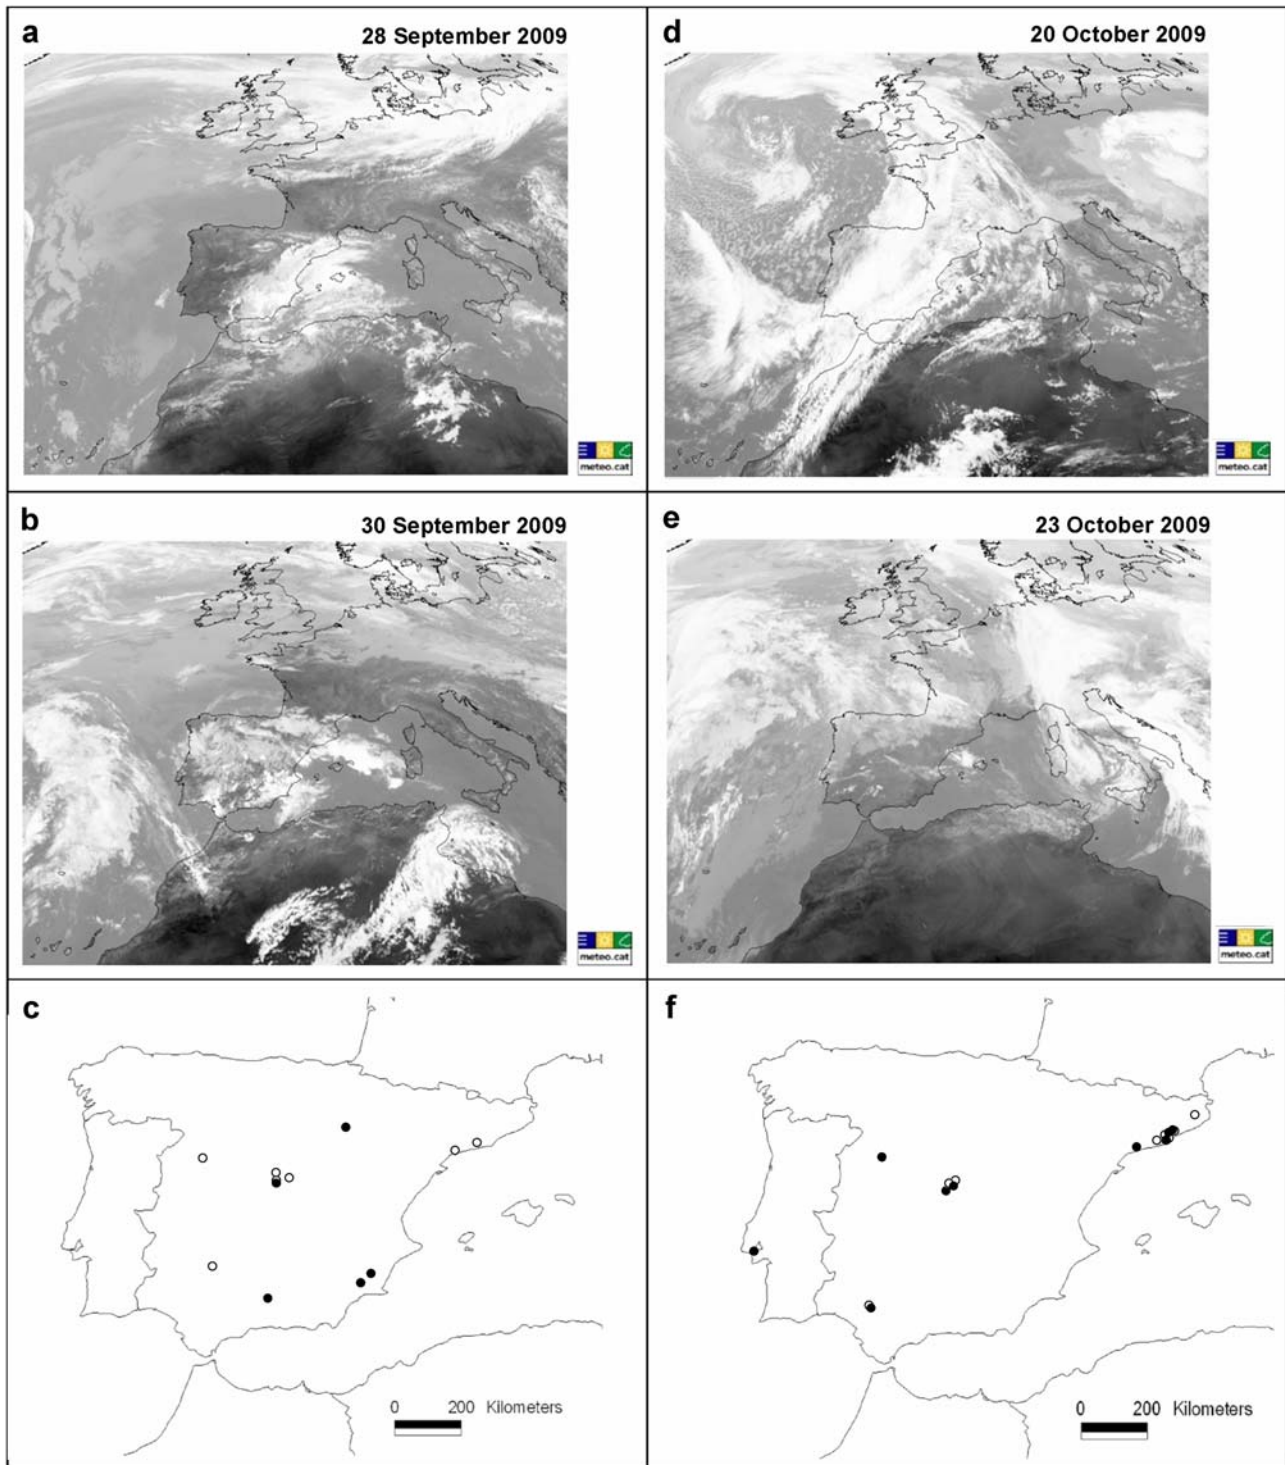 a
28 September 2009
meteo.cat
d
20 October 2009
meteo.cat
b
30 September 2009
meteo.cat
e
23 October 2009
meteo.cat
c
0 200 Kilometers
f
0 200 Kilometers